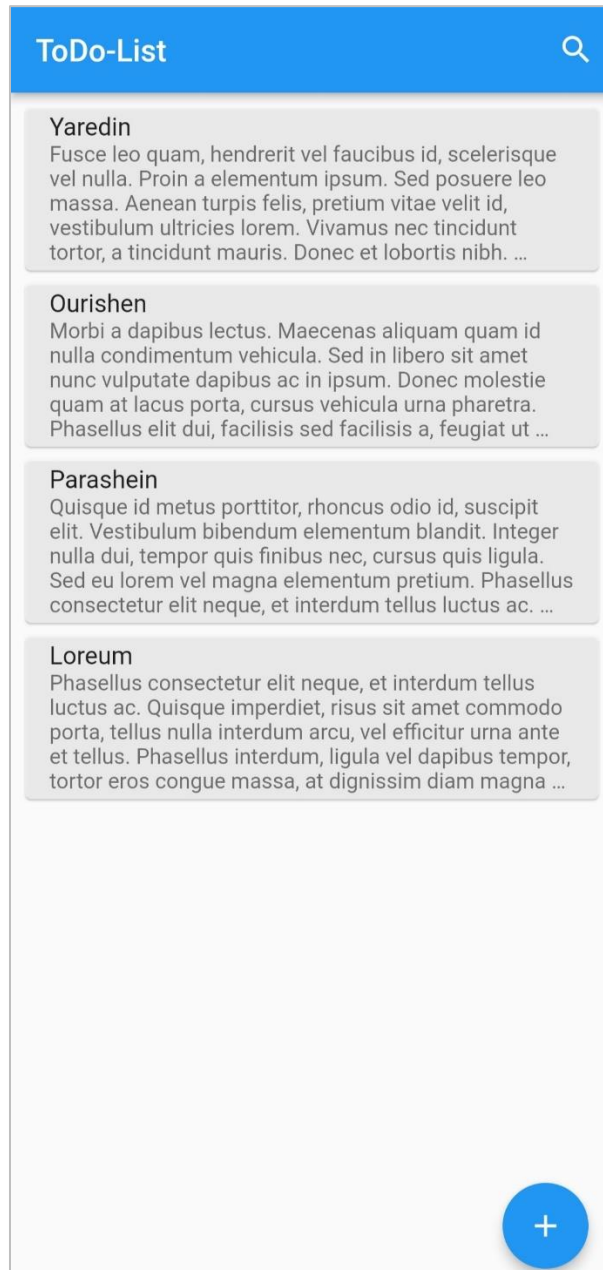 ToDo-List
Yaredin
Fusce leo quam, hendrerit vel faucibus id, scelerisque
vel nulla. Proin a elementum ipsum. Sed posuere leo
massa. Aenean turpis felis, pretium vitae velit id,
vestibulum ultricies lorem. Vivamus nec tincidunt
tortor, a tincidunt mauris. Donec et lobortis nibh. ...
Ourishen
Morbi a dapibus lectus. Maecenas aliquam quam id
nulla condimentum vehicula. Sed in libero sit amet
nunc vulputate dapibus ac in ipsum. Donec molestie
quam at lacus porta, cursus vehicula urna pharetra.
Phasellus elit dui, facilisis sed facilisis a, feugiat ut ...
Parashein
Quisque id metus porttitor, rhoncus odio id, suscipit
elit. Vestibulum bibendum elementum blandit. Integer
nulla dui, tempor quis finibus nec, cursus quis ligula.
Sed eu lorem vel magna elementum pretium. Phasellus
consectetur elit neque, et interdum tellus luctus ac. ...
Loreum
Phasellus consectetur elit neque, et interdum tellus
luctus ac. Quisque imperdiet, risus sit amet commodo
porta, tellus nulla interdum arcu, vel efficitur urna ante
et tellus. Phasellus interdum, ligula vel dapibus tempor,
tortor eros congue massa, at dignissim diam magna ...
+